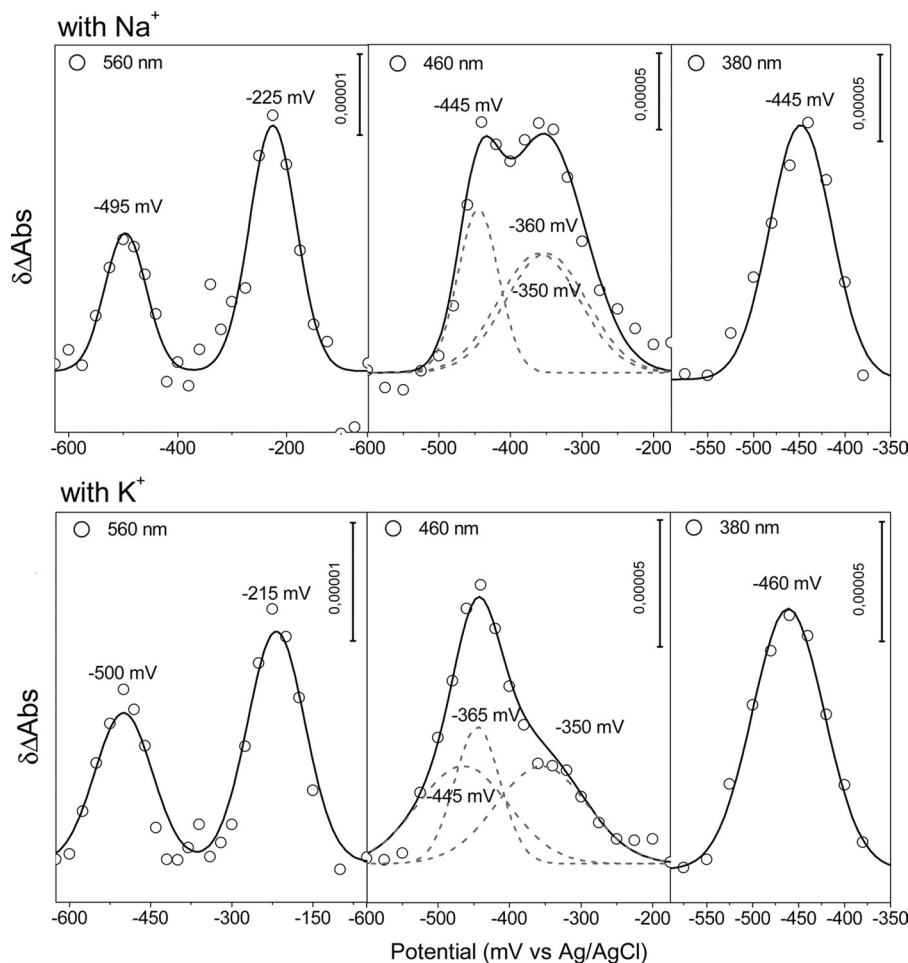 with Na⁺
560 nm
-225 mV
-495 mV
0,00001
460 nm
-445 mV
-360 mV
-350 mV
0,00005
380 nm
-445 mV
0,00005
δΔAbs
-600 -400 -200 -600
-500 -400 -300 -200
-550 -500 -450 -400 -350
with K⁺
560 nm
-215 mV
-500 mV
0,00001
460 nm
-365 mV
-350 mV
-445 mV
0,00005
380 nm
-460 mV
0,00005
δΔAbs
-600 -450 -300 -150 -600
-500 -400 -300 -200
-550 -500 -450 -400 -350
Potential (mV vs Ag/AgCl)